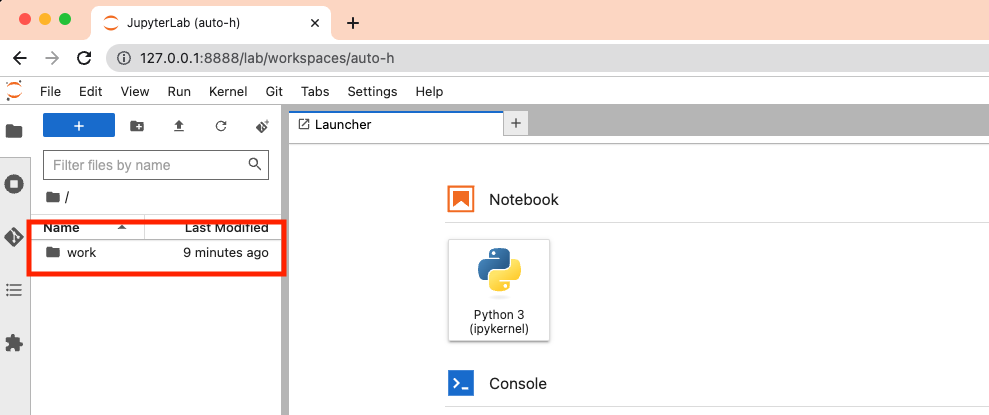 JupyterLab (auto-h)
127.0.0.1:8888/lab/workspaces/auto-h
File Edit View Run Kernel Git Tabs Settings Help
Launcher
Filter files by name
/
Name Last Modified
work 9 minutes ago
Notebook
Python 3
(ipykernel)
Console